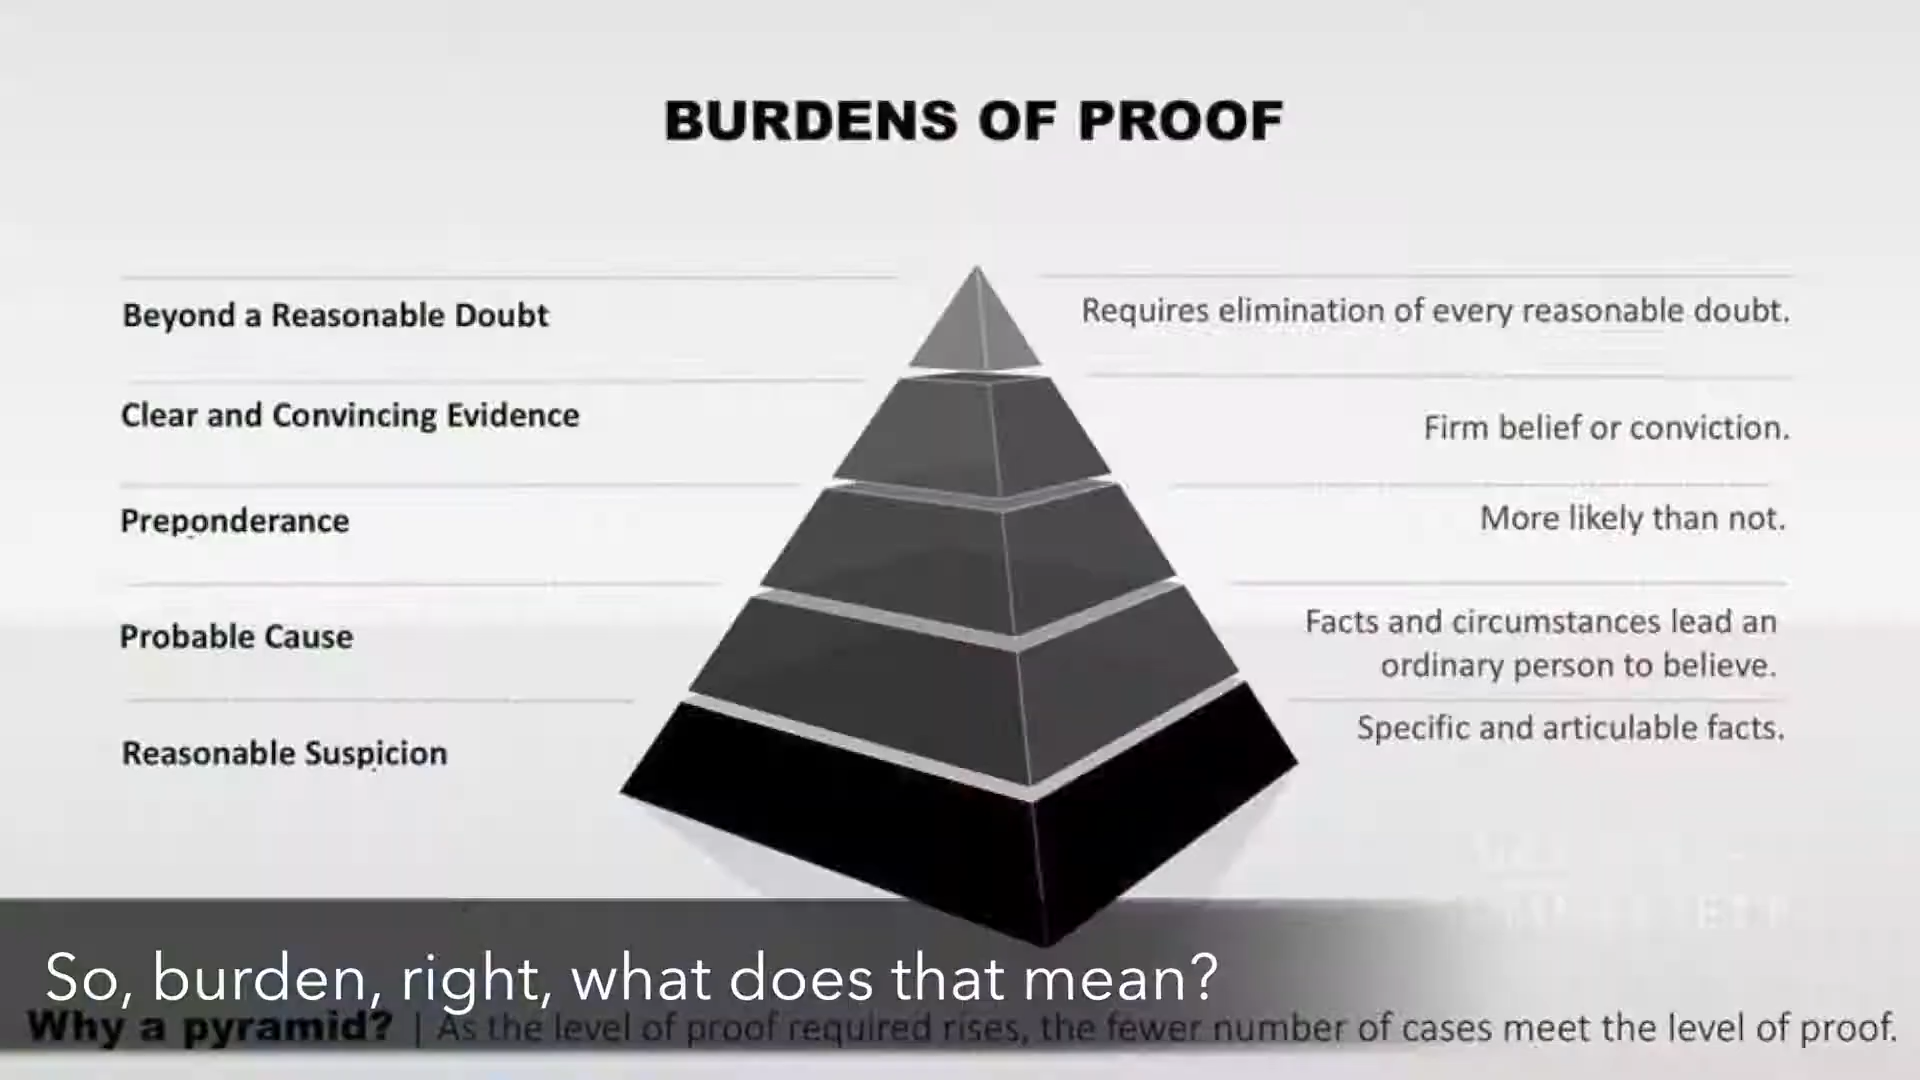 BURDENS OF PROOF
Beyond a Reasonable Doubt
Requires elimination of every reasonable doubt.
Clear and Convincing Evidence
Firm belief or conviction.
Preponderance
More likely than not.
Probable Cause
Facts and circumstances lead an
ordinary person to believe.
Reasonable Suspicion
Specific and articulable facts.
So, burden, right, what does that mean?
Why a pyramid? | As the level of proof required rises, the fewer number of cases meet the level of proof.